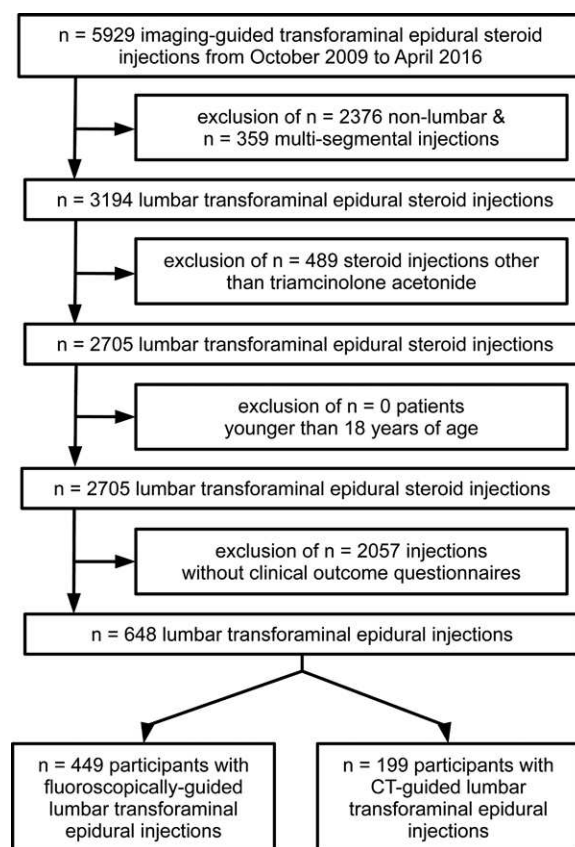 n = 5929 imaging-guided transforaminal epidural steroid
injections from October 2009 to April 2016
exclusion of n = 2376 non-lumbar &
n = 359 multi-segmental injections
n = 3194 lumbar transforaminal epidural steroid injections
exclusion of n = 489 steroid injections other
than triamcinolone acetonide
n = 2705 lumbar transforaminal epidural steroid injections
exclusion of n = 0 patients
younger than 18 years of age
n = 2705 lumbar transforaminal epidural steroid injections
exclusion of n = 2057 injections
without clinical outcome questionnaires
n = 648 lumbar transforaminal epidural injections
n = 449 participants with
fluoroscopically-guided
lumbar transforaminal
epidural injections
n = 199 participants with
CT-guided lumbar
transforaminal epidural
injections